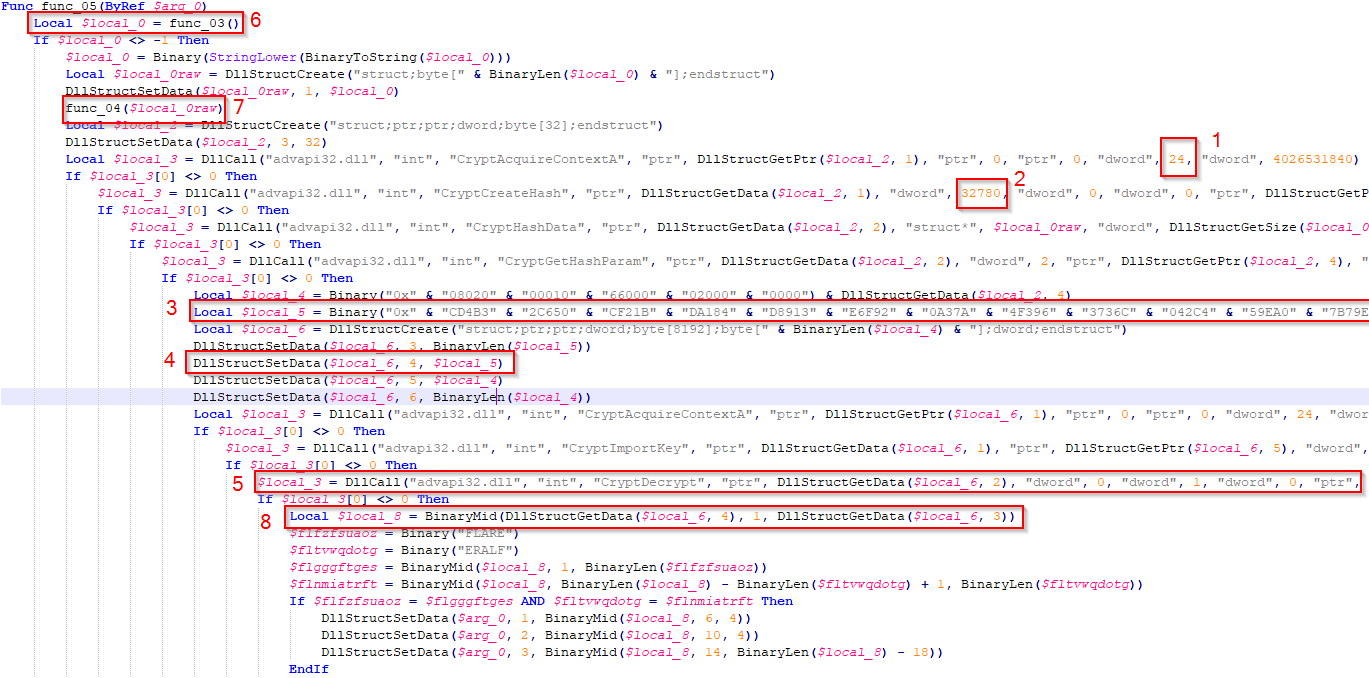 Func func_05(ByRef $arg_0)
Local $local_0 = func_03() 6
If $local_0 <> -1 Then
$local_0 = Binary(StringLower(BinaryToString($local_0)))
Local $local_0raw = DllStructCreate("struct;byte[" & BinaryLen($local_0) & "];endstruct")
DllStructSetData($local_0raw, 1, $local_0)
func_04($local_0raw) 7
Local $local_2 = DllStructCreate("struct;ptr;ptr;dword;byte[32];endstruct")
DllStructSetData($local_2, 3, 32)
1
Local $local_3 = DllCall("advapi32.dll", "int", "CryptAcquireContextA", "ptr", DllStructGetPtr($local_2, 1), "ptr", 0, "ptr", 0, "dword", 24, "dword", 4026531840)
If $local_3[0] <> 0 Then
2
$local_3 = DllCall("advapi32.dll", "int", "CryptCreateHash", "ptr", DllStructGetData($local_2, 1), "dword", 32780, "dword", 0, "dword", 0, "ptr", DllStructGetP
If $local_3[0] <> 0 Then
$local_3 = DllCall("advapi32.dll", "int", "CryptHashData", "ptr", DllStructGetData($local_2, 2), "struct*", $local_0raw, "dword", DllStructGetSize($local_0
If $local_3[0] <> 0 Then
$local_3 = DllCall("advapi32.dll", "int", "CryptGetHashParam", "ptr", DllStructGetData($local_2, 2), "dword", 2, "ptr", DllStructGetPtr($local_2, 4), "
If $local_3[0] <> 0 Then
Local $local_4 = Binary("0x" & "08020" & "00010" & "66000" & "02000" & "0000") & DllStructGetData($local_2, 4)
3 Local $local_5 = Binary("0x" & "CD4B3" & "2C650" & "CF21B" & "DA184" & "D8913" & "E6F92" & "0A37A" & "4F396" & "3736C" & "042C4" & "59EA0" & "7B79E
Local $local_6 = DllStructCreate("struct;ptr;ptr;dword;byte[8192];byte[" & BinaryLen($local_4) & "];dword;endstruct")
DllStructSetData($local_6, 3, BinaryLen($local_5))
4 DllStructSetData($local_6, 4, $local_5)
DllStructSetData($local_6, 5, $local_4)
DllStructSetData($local_6, 6, BinaryLen($local_4))
Local $local_3 = DllCall("advapi32.dll", "int", "CryptAcquireContextA", "ptr", DllStructGetPtr($local_6, 1), "ptr", 0, "ptr", 0, "dword", 24, "dwor
If $local_3[0] <> 0 Then
$local_3 = DllCall("advapi32.dll", "int", "CryptImportKey", "ptr", DllStructGetData($local_6, 1), "ptr", DllStructGetPtr($local_6, 5), "dword",
If $local_3[0] <> 0 Then
5 $local_3 = DllCall("advapi32.dll", "int", "CryptDecrypt", "ptr", DllStructGetData($local_6, 2), "dword", 0, "dword", 1, "dword", 0, "ptr",
If $local_3[0] <> 0 Then
8 Local $local_8 = BinaryMid(DllStructGetData($local_6, 4), 1, DllStructGetData($local_6, 3))
$flfzfsuaoz = Binary("FLARE")
$fltvwqdotg = Binary("ERALF")
$flgggftges = BinaryMid($local_8, 1, BinaryLen($flfzfsuaoz))
$flnmiatrft = BinaryMid($local_8, BinaryLen($local_8) - BinaryLen($fltvwqdotg) + 1, BinaryLen($fltvwqdotg))
If $flfzfsuaoz = $flgggftges AND $fltvwqdotg = $flnmiatrft Then
DllStructSetData($arg_0, 1, BinaryMid($local_8, 6, 4))
DllStructSetData($arg_0, 2, BinaryMid($local_8, 10, 4))
DllStructSetData($arg_0, 3, BinaryMid($local_8, 14, BinaryLen($local_8) - 18))
EndIf